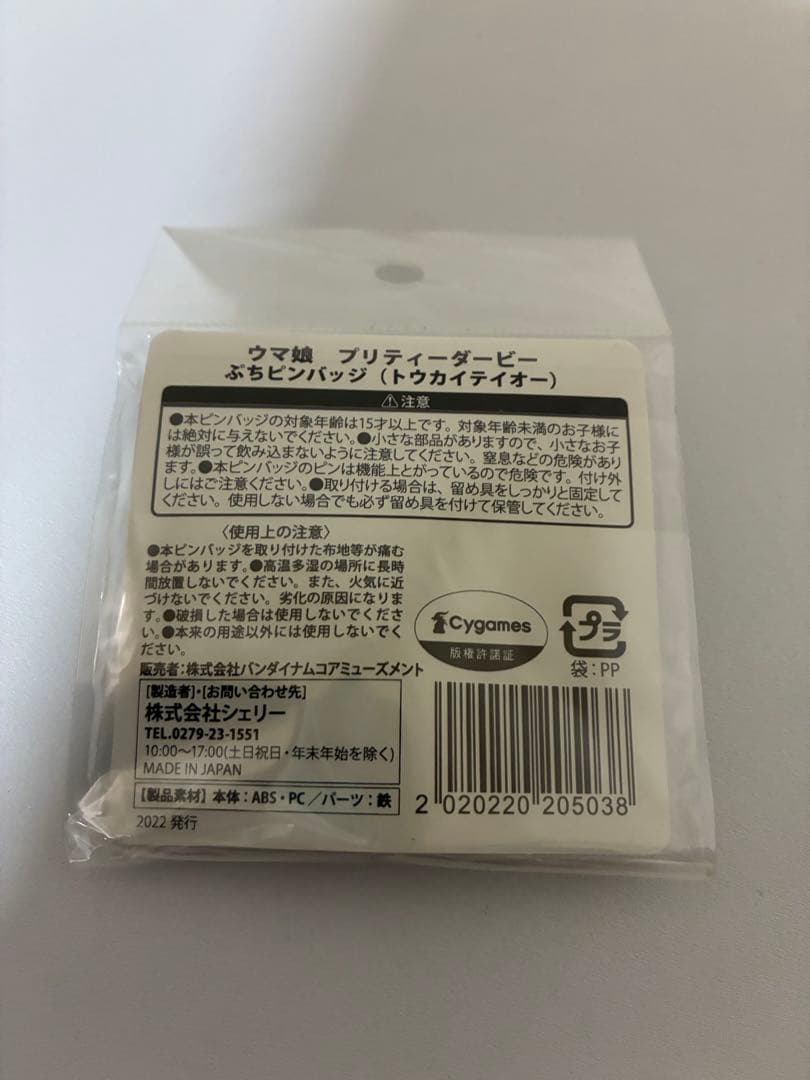 ウマ娘　プリティーダービー
ぷちピンバッジ（トウカイテイオー）
⚠注意
●本ピンバッジの対象年齢は15才以上です。対象年齢未満のお子様に
は絶対に与えないでください。●小さな部品がありますので、小さなお子
様が誤って飲み込まないように注意してください。窒息などの危険があり
ます。●本ピンバッジのピンは機能上とがっているので危険です。付け外
しにはご注意ください。●取り付ける場合は、留め具をしっかりと固定して
ください。使用しない場合でも必ず留め具を付けて保管してください。
〈使用上の注意〉
●本ピンバッジを取り付けた布地等が痛む
場合があります。●高温多湿の場所に長時
間放置しないでください。また、火気に近
づけないでください。劣化の原因になりま
す。●破損した場合は使用しないでくださ
い。●本来の用途以外には使用しないでく
ださい。
販売者：株式会社バンダイナムコアミューズメント
[製造者]・[お問い合わせ先]
株式会社シェリー
TEL.0279-23-1551
10:00～17:00(土日祝日・年末年始を除く)
MADE IN JAPAN
【製品素材】本体：ABS・PC／パーツ：鉄
2022 発行
Cygames
版権許諾証
プラ
袋：PP
2 020220 205038